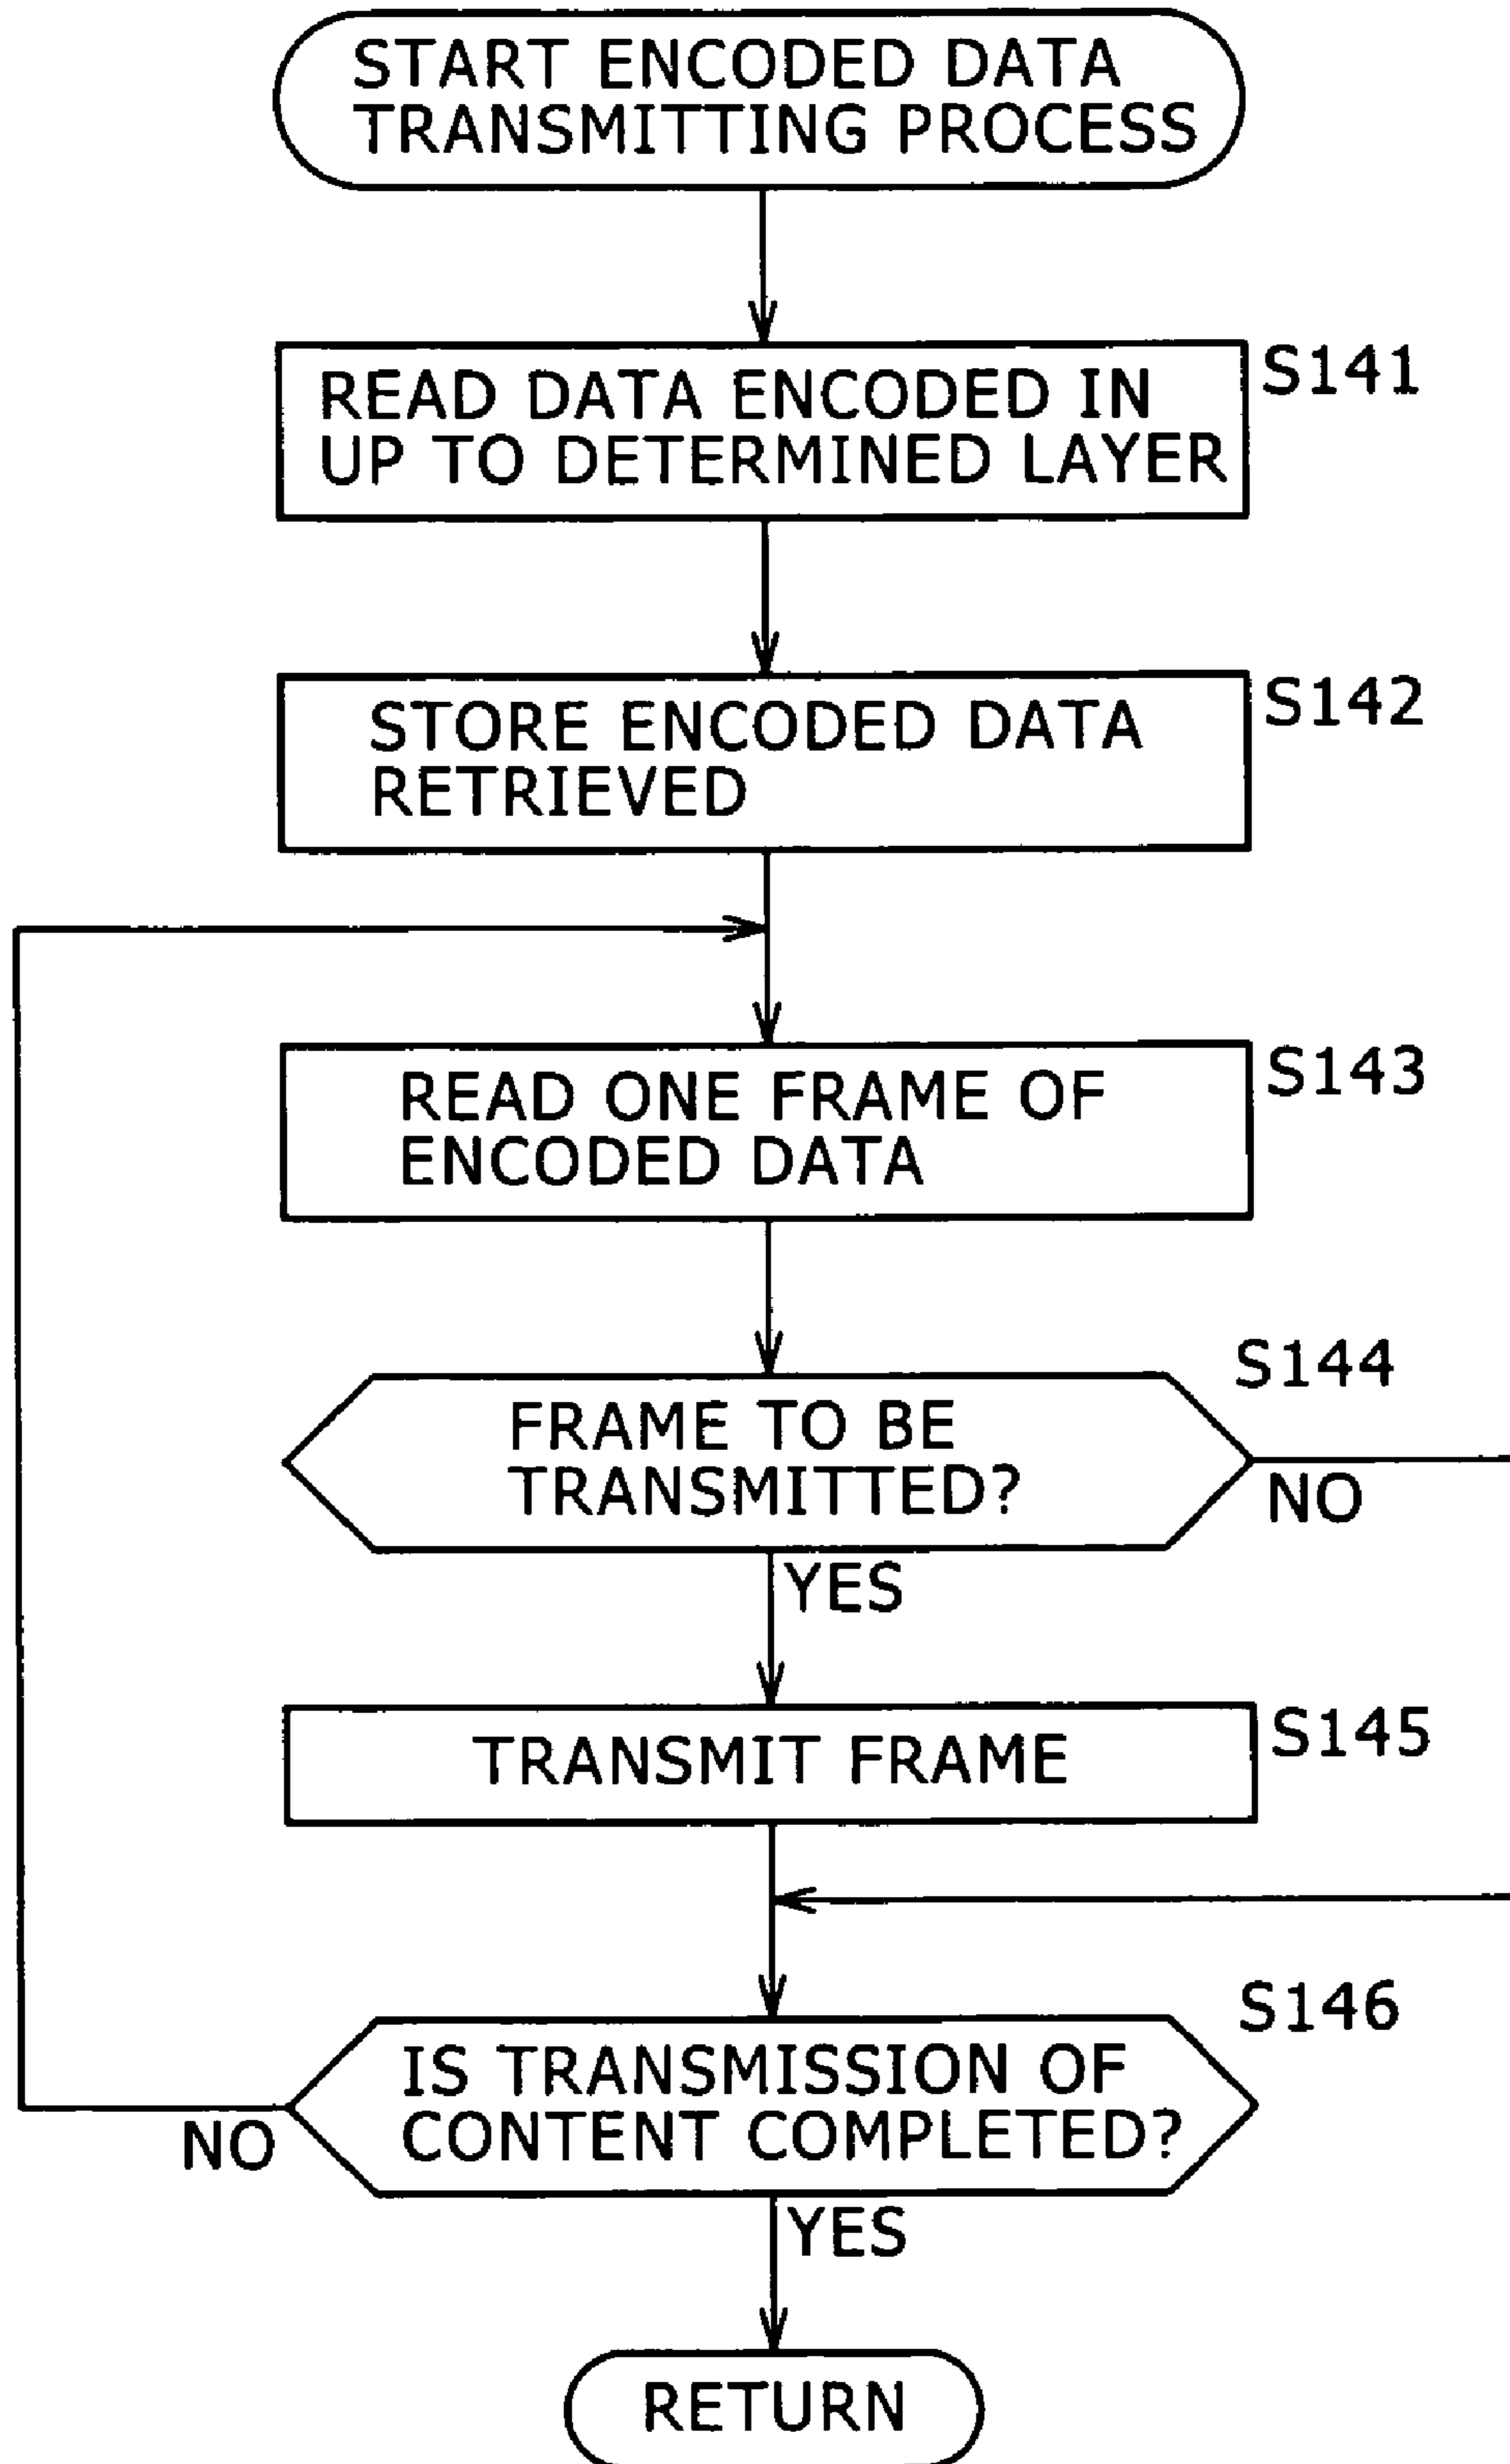 START ENCODED DATA
TRANSMITTING PROCESS
READ DATA ENCODED IN
UP TO DETERMINED LAYER
S141
STORE ENCODED DATA
RETRIEVED
S142
READ ONE FRAME OF
ENCODED DATA
S143
FRAME TO BE
TRANSMITTED?
S144
NO
YES
TRANSMIT FRAME
S145
IS TRANSMISSION OF
CONTENT COMPLETED?
S146
NO
YES
RETURN